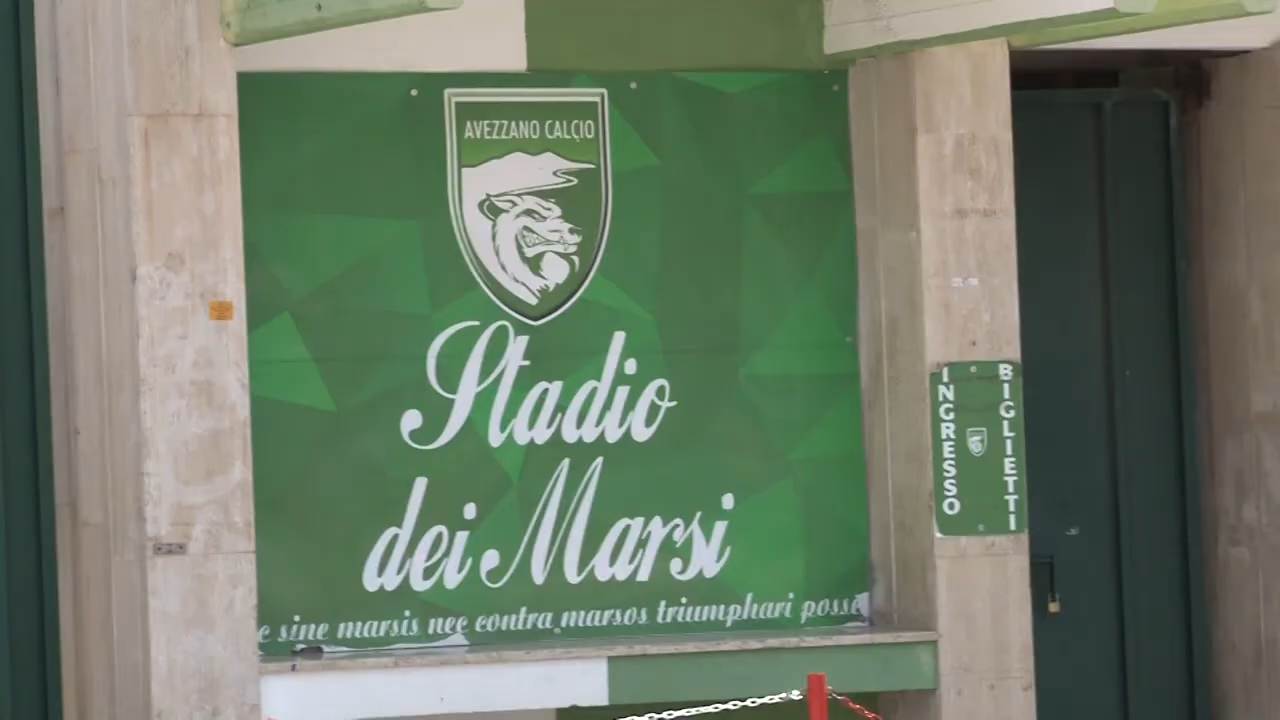 AVEZZANO CALCIO
Stadio
dei Marsi
c sine marsis nec contra marsos triumphari posse
INGRESSO
BIGLIETTI